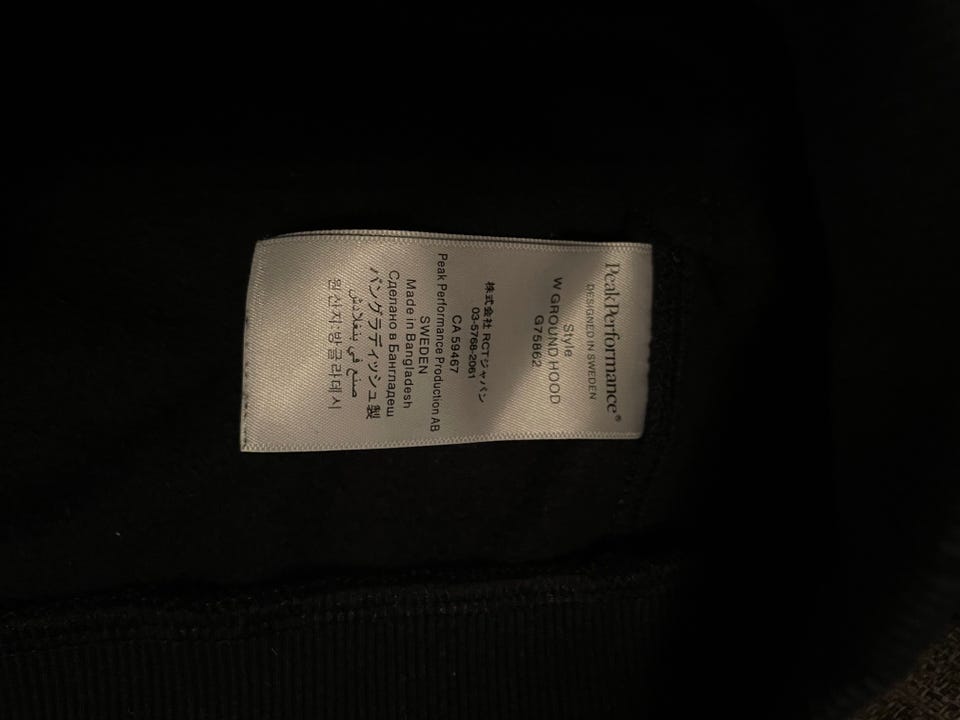 PeakPerformance®
DESIGNED IN SWEDEN
Style
W GROUND HOOD
G75862
株式会社 RCTジャパン
03-5768-2061
CA 59467
Peak Performance Production AB
SWEDEN
Made in Bangladesh
Сделано в Бангладеш
バングラディッシュ製
صنع في بنغلادش
원산지:방글라데시